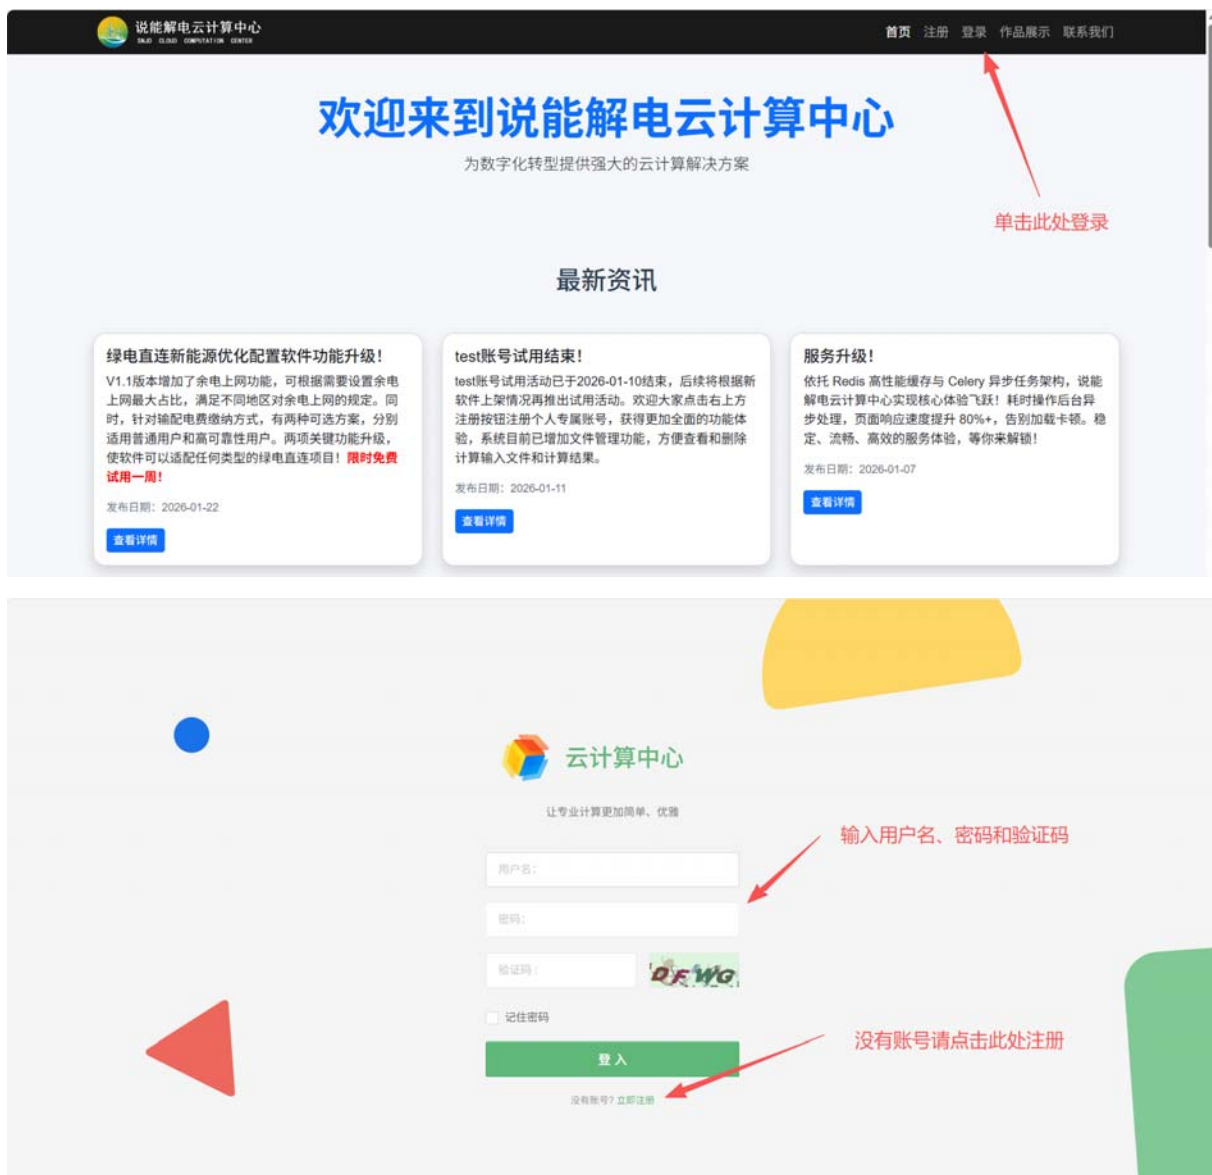 说能解电云计算中心
SNJD CLOUD COMPUTATION CENTER
首页 注册 登录 作品展示 联系我们
欢迎来到说能解电云计算中心
为数字化转型提供强大的云计算解决方案
单击此处登录
最新资讯
绿电直连新能源优化配置软件功能升级！
V1.1版本增加了余电上网功能，可根据需要设置余电
上网最大占比，满足不同地区对余电上网的规定。同
时，针对输配电费缴纳方式，有两种可选方案，分别
适用普通用户和高可靠性用户。两项关键功能升级，
使软件可以适配任何类型的绿电直连项目！限时免费
试用一周！
发布日期：2026-01-22
查看详情
test账号试用结束！
test账号试用活动已于2026-01-10结束，后续将根据新
软件上架情况再推出试用活动。欢迎大家点击右上方
注册按钮注册个人专属账号，获得更加全面的功能体
验，系统目前已增加文件管理功能，方便查看和删除
计算输入文件和计算结果。
发布日期：2026-01-11
查看详情
服务升级！
依托 Redis 高性能缓存与 Celery 异步任务架构，说能
解电云计算中心实现核心体验飞跃！耗时操作后台异
步处理，页面响应速度提升 80%+，告别加载卡顿。稳
定、流畅、高效的服务体验，等你来解锁！
发布日期：2026-01-07
查看详情
云计算中心
让专业计算更加简单、优雅
输入用户名、密码和验证码
用户名：
密码：
验证码：
DFWG
记住密码
登入
没有账号请点击此处注册
没有账号? 立即注册